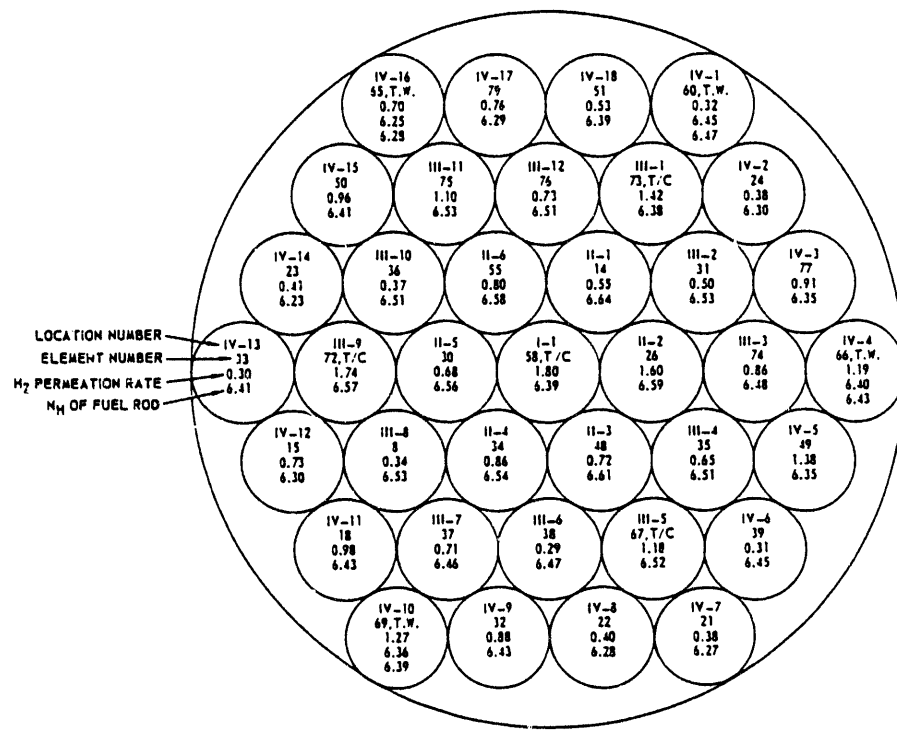 IV-16
65, T.W.
0.70
6.25
6.28
IV-17
79
0.76
6.29
IV-18
51
0.53
6.39
IV-1
60, T.W.
0.32
6.45
6.47
IV-15
50
0.96
6.41
III-11
75
1.10
6.53
III-12
76
0.73
6.51
III-1
73, T/C
1.42
6.38
IV-2
24
0.38
6.30
IV-14
23
0.41
6.23
III-10
36
0.37
6.51
II-6
55
0.80
6.58
II-1
14
0.55
6.64
III-2
31
0.50
6.53
IV-3
77
0.91
6.35
LOCATION NUMBER
ELEMENT NUMBER
H2 PERMEATION RATE
NH OF FUEL ROD
IV-13
33
0.30
6.41
III-9
72, T/C
1.74
6.57
II-5
30
0.68
6.56
I-1
58, T/C
1.80
6.39
II-2
26
1.60
6.59
III-3
74
0.86
6.48
IV-4
66, T.W.
1.19
6.40
6.43
IV-12
15
0.73
6.30
III-8
8
0.34
6.53
II-4
34
0.86
6.54
II-3
48
0.72
6.61
III-4
35
0.65
6.51
IV-5
49
1.38
6.35
IV-11
18
0.98
6.43
III-7
37
0.71
6.46
III-6
38
0.29
6.47
III-5
67, T/C
1.18
6.52
IV-6
39
0.31
6.45
IV-10
69, T.W.
1.27
6.36
6.39
IV-9
32
0.88
6.43
IV-8
22
0.40
6.28
IV-7
21
0.38
6.27